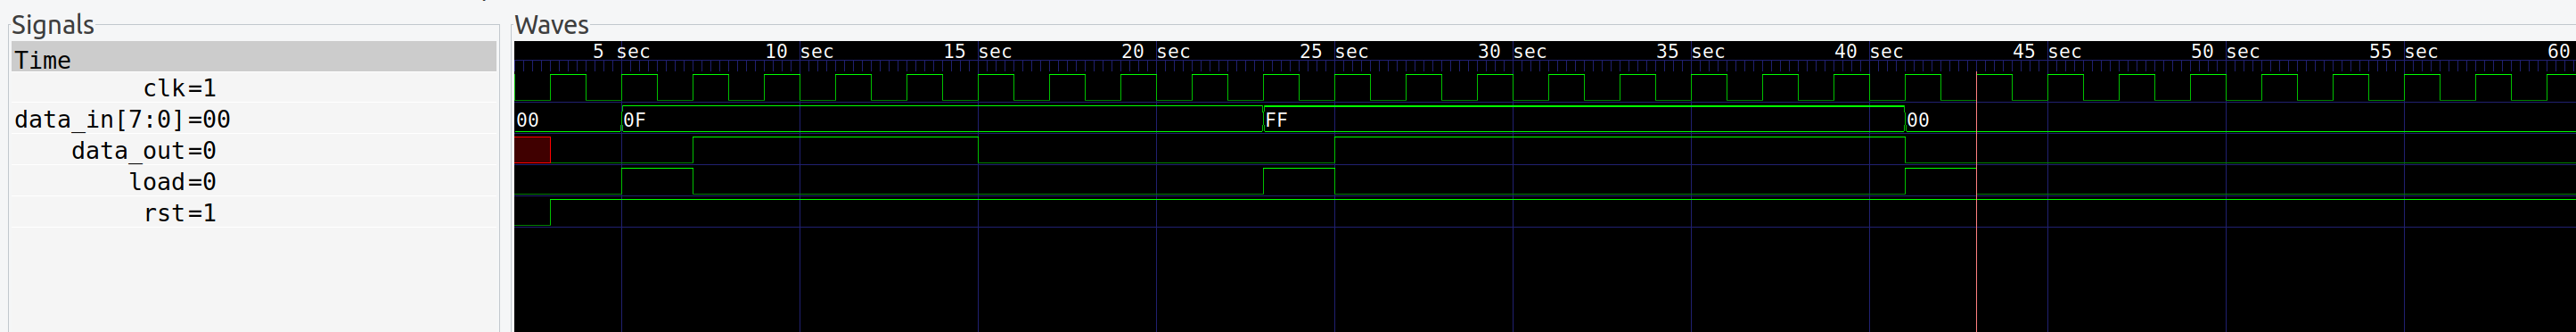 Signals
Waves
Time
5 sec 10 sec 15 sec 20 sec 25 sec 30 sec 35 sec 40 sec 45 sec 50 sec 55 sec 60
clk=1
data_in[7:0]=00
00 0F FF 00
data_out=0
load=0
rst=1